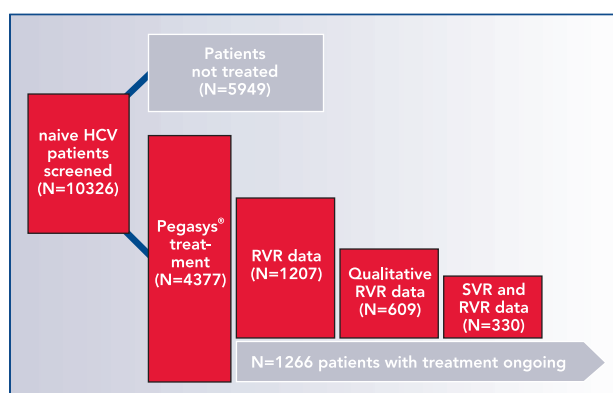 Patients
not treated
(N=5949)
naive HCV
patients
screened
(N=10326)
Pegasys®
treat-
ment
(N=4377)
RVR data
(N=1207)
Qualitative
RVR data
(N=609)
SVR and
RVR data
(N=330)
N=1266 patients with treatment ongoing